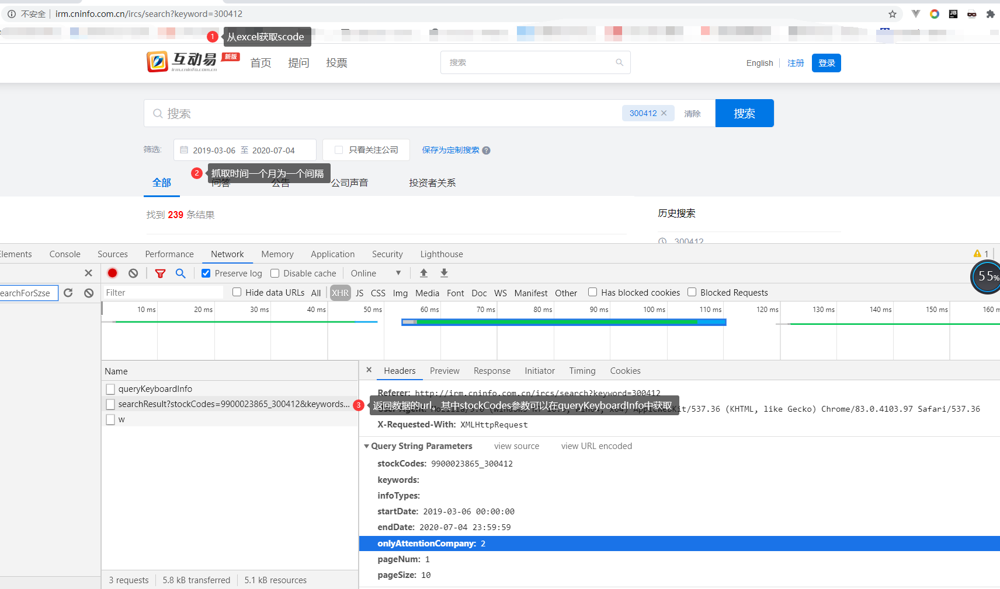 不安全 irm.cninfo.com.cn/ircs/search?keyword=300412
1 从excel获取scode
互动易 新版 irm.cninfo.com.cn 首页 提问 投票 搜索 English 注册 登录
搜索 300412 × 清除 搜索
筛选: 2019-03-06 至 2020-07-04 只看关注公司 保存为定制搜索 ?
2 抓取时间一个月为一个间隔
全部 问答 公告 公司声音 投资者关系
找到 239 条结果
历史搜索
300412
Elements Console Sources Performance Network Memory Application Security Lighthouse 1
Preserve log Disable cache Online
55%
earchForSzse Filter Hide data URLs All XHR JS CSS Img Media Font Doc WS Manifest Other Has blocked cookies Blocked Requests
10 ms 20 ms 30 ms 40 ms 50 ms 60 ms 70 ms 80 ms 90 ms 100 ms 110 ms 120 ms 130 ms 140 ms 150 ms 160 m
Name
queryKeyboardInfo
searchResult?stockCodes=9900023865_300412&keywords...
w
3 requests 5.8 kB transferred 5.1 kB resources
× Headers Preview Response Initiator Timing Cookies
Referer: http://irm.cninfo.com.cn/ircs/search?keyword=300412
3 返回数据的url，其中stockCodes参数可以在queryKeyboardInfo中获取
User-Agent: Mozilla/5.0 (Windows NT 10.0; Win64; x64) AppleWebKit/537.36 (KHTML, like Gecko) Chrome/83.0.4103.97 Safari/537.36
X-Requested-With: XMLHttpRequest
Query String Parameters view source view URL encoded
stockCodes: 9900023865_300412
keywords:
infoTypes:
startDate: 2019-03-06 00:00:00
endDate: 2020-07-04 23:59:59
onlyAttentionCompany: 2
pageNum: 1
pageSize: 10